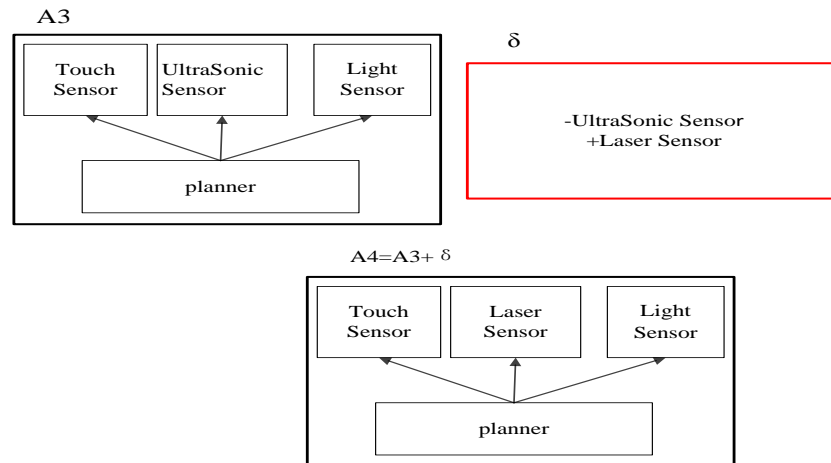 A3
Touch
Sensor
UltraSonic
Sensor
Light
Sensor
planner
δ
-UltraSonic Sensor
+Laser Sensor
A4=A3+ δ
Touch
Sensor
Laser
Sensor
Light
Sensor
planner